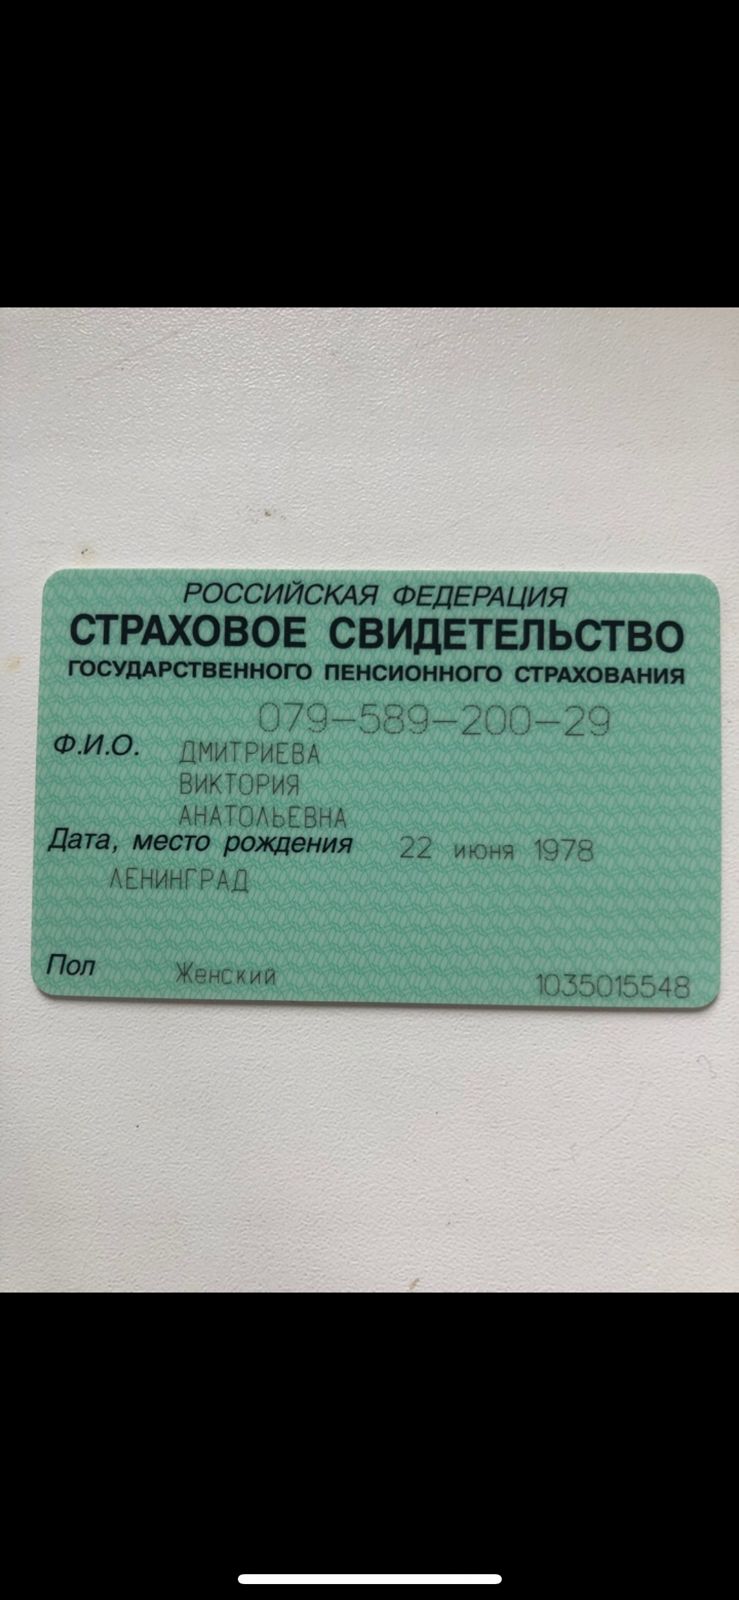 РОССИЙСКАЯ ФЕДЕРАЦИЯ
СТРАХОВОЕ СВИДЕТЕЛЬСТВО
ГОСУДАРСТВЕННОГО ПЕНСИОННОГО СТРАХОВАНИЯ
079-589-200-29
Ф.И.О. ДМИТРИЕВА
ВИКТОРИЯ
АНАТОЛЬЕВНА
Дата, место рождения 22 июня 1978
ЛЕНИНГРАД
Пол Женский 1035015548